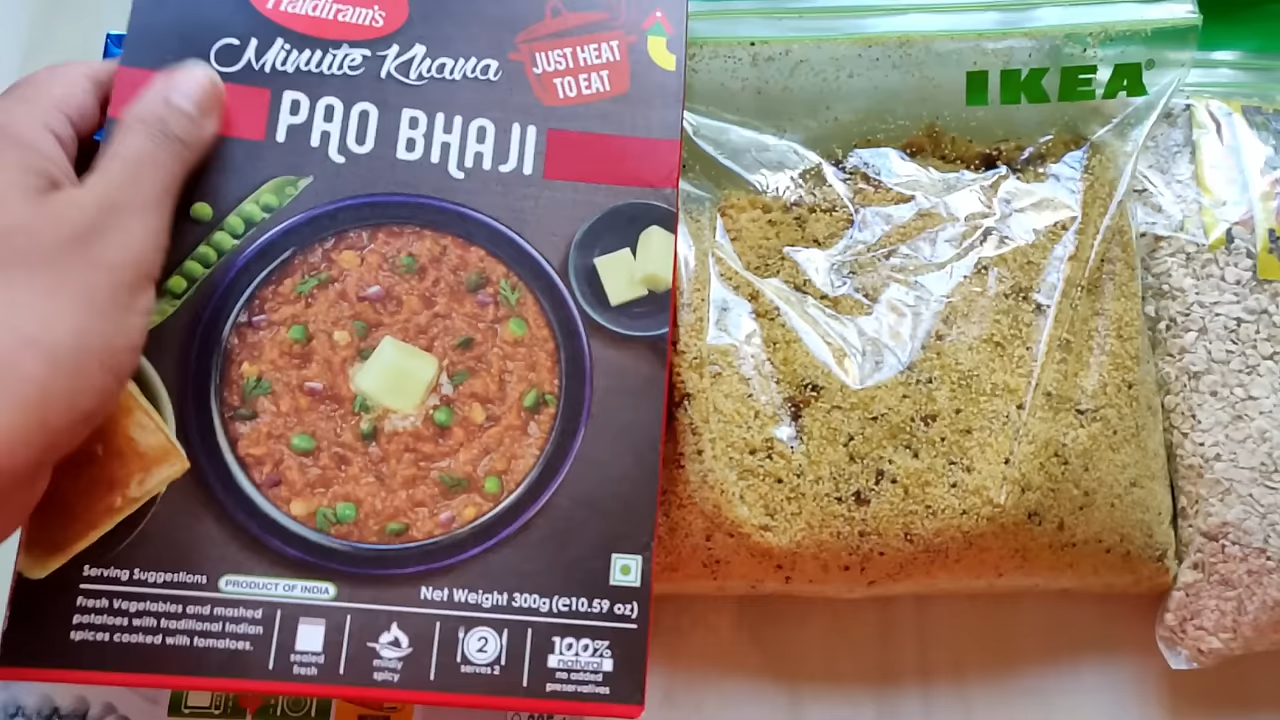 Haldiram's
Minute Khana
JUST HEAT
TO EAT
PAO BHAJI
IKEA
Serving Suggestions
PRODUCT OF INDIA
Net Weight 300g (e10.59 oz)
Fresh Vegetables and mashed
potatoes with traditional Indian
spices cooked with tomatoes.
sealed
fresh
mildly
spicy
2
serves 2
100%
natural
no added
preservatives